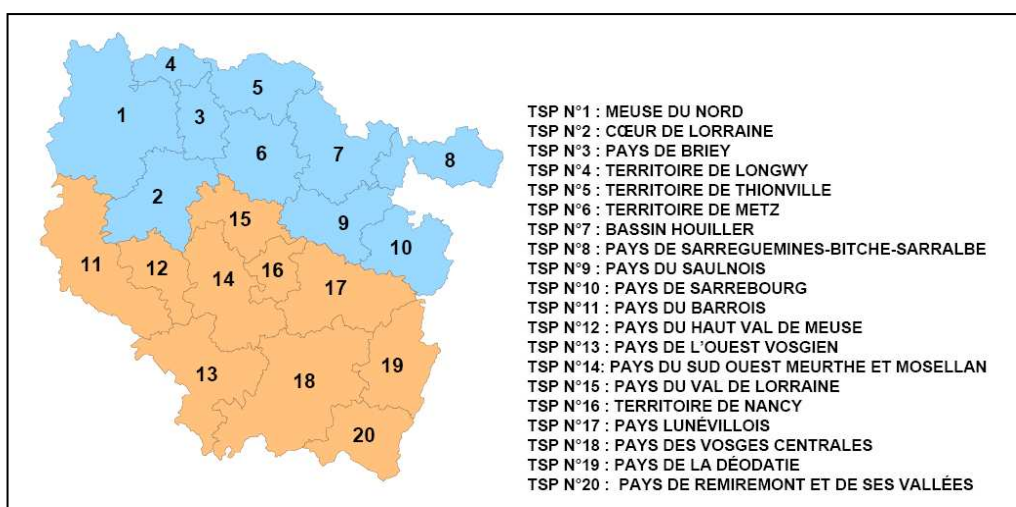 4
5
1
3
6
7
8
2
15
9
10
11
12
14
16
17
13
18
19
20
TSP N°1 : MEUSE DU NORD
TSP N°2 : CŒUR DE LORRAINE
TSP N°3 : PAYS DE BRIEY
TSP N°4 : TERRITOIRE DE LONGWY
TSP N°5 : TERRITOIRE DE THIONVILLE
TSP N°6 : TERRITOIRE DE METZ
TSP N°7 : BASSIN HOUILLER
TSP N°8 : PAYS DE SARREGUEMINES-BITCHE-SARRALBE
TSP N°9 : PAYS DU SAULNOIS
TSP N°10 : PAYS DE SARREBOURG
TSP N°11 : PAYS DU BARROIS
TSP N°12 : PAYS DU HAUT VAL DE MEUSE
TSP N°13 : PAYS DE L'OUEST VOSGIEN
TSP N°14: PAYS DU SUD OUEST MEURTHE ET MOSELLAN
TSP N°15 : PAYS DU VAL DE LORRAINE
TSP N°16 : TERRITOIRE DE NANCY
TSP N°17 : PAYS LUNÉVILLOIS
TSP N°18 : PAYS DES VOSGES CENTRALES
TSP N°19 : PAYS DE LA DÉODATIE
TSP N°20 : PAYS DE REMIREMONT ET DE SES VALLÉES